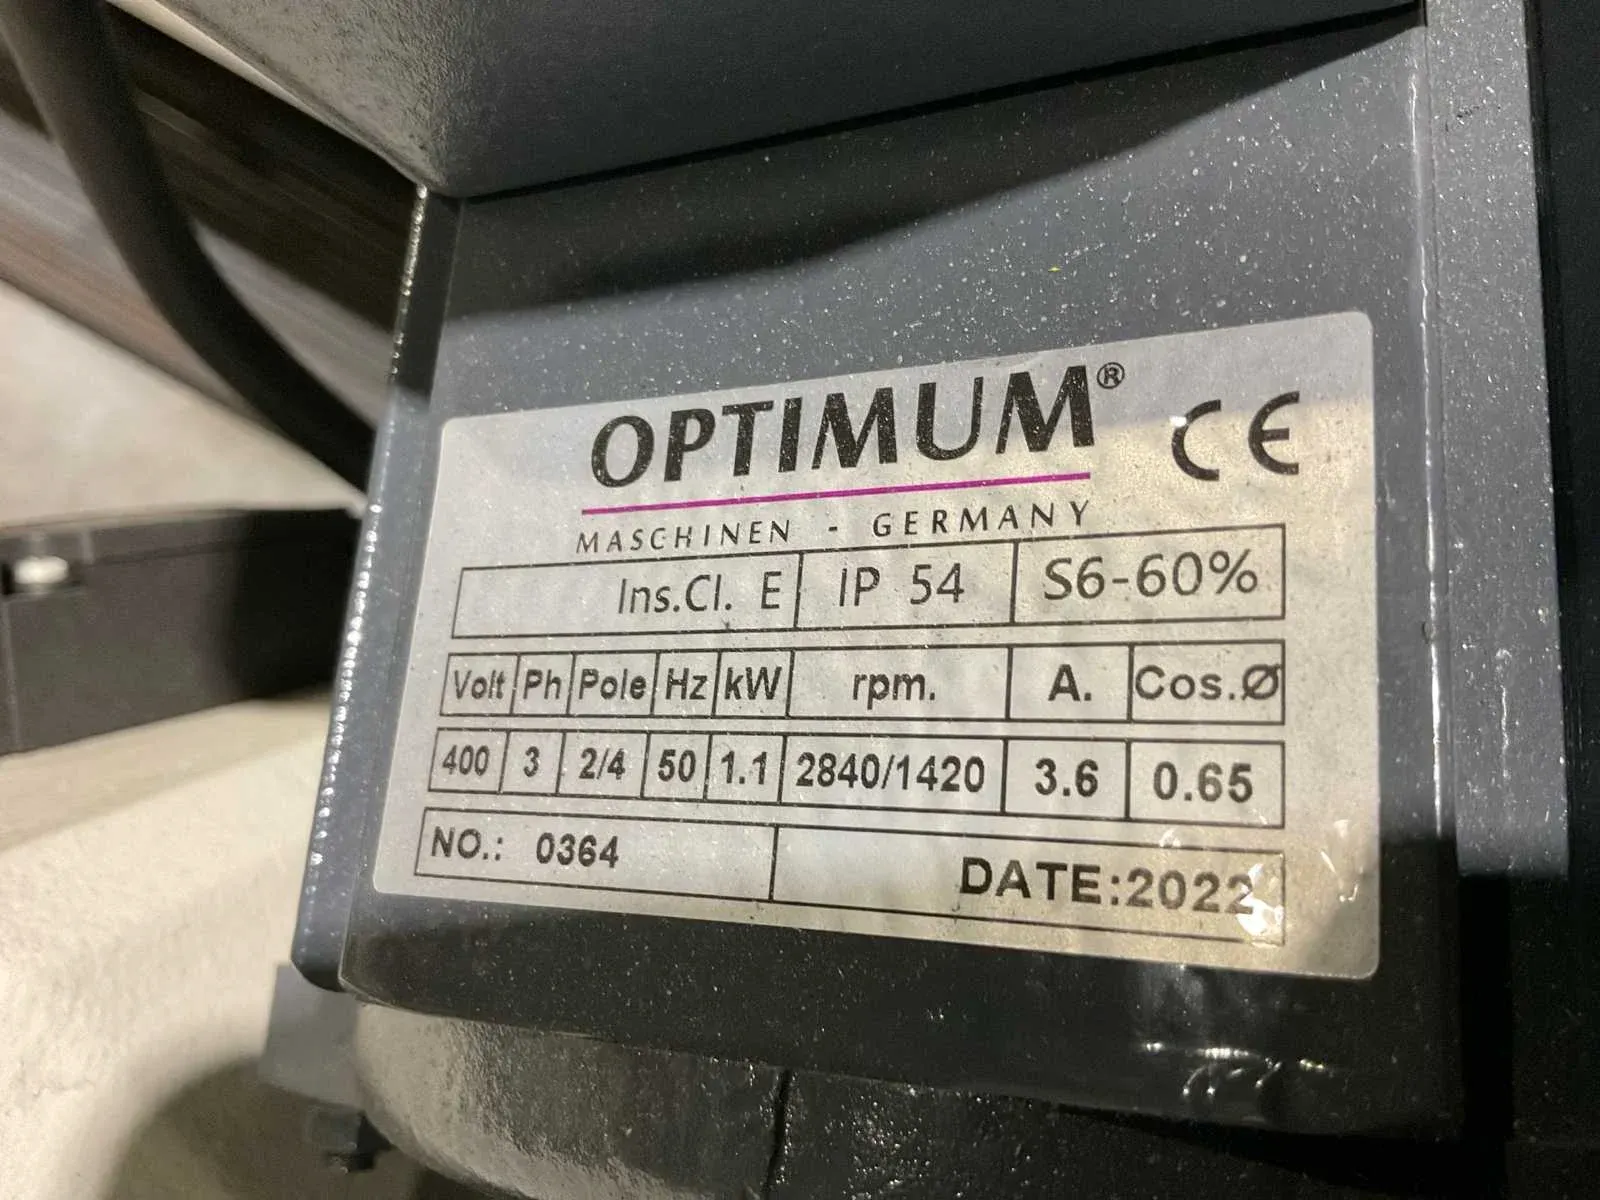 OPTIMUM® CE
MASCHINEN - GERMANY
Ins.Cl. E IP 54 S6-60%
Volt Ph Pole Hz kW rpm. A. Cos.Ø
400 3 2/4 50 1.1 2840/1420 3.6 0.65
NO.: 0364 DATE:2022